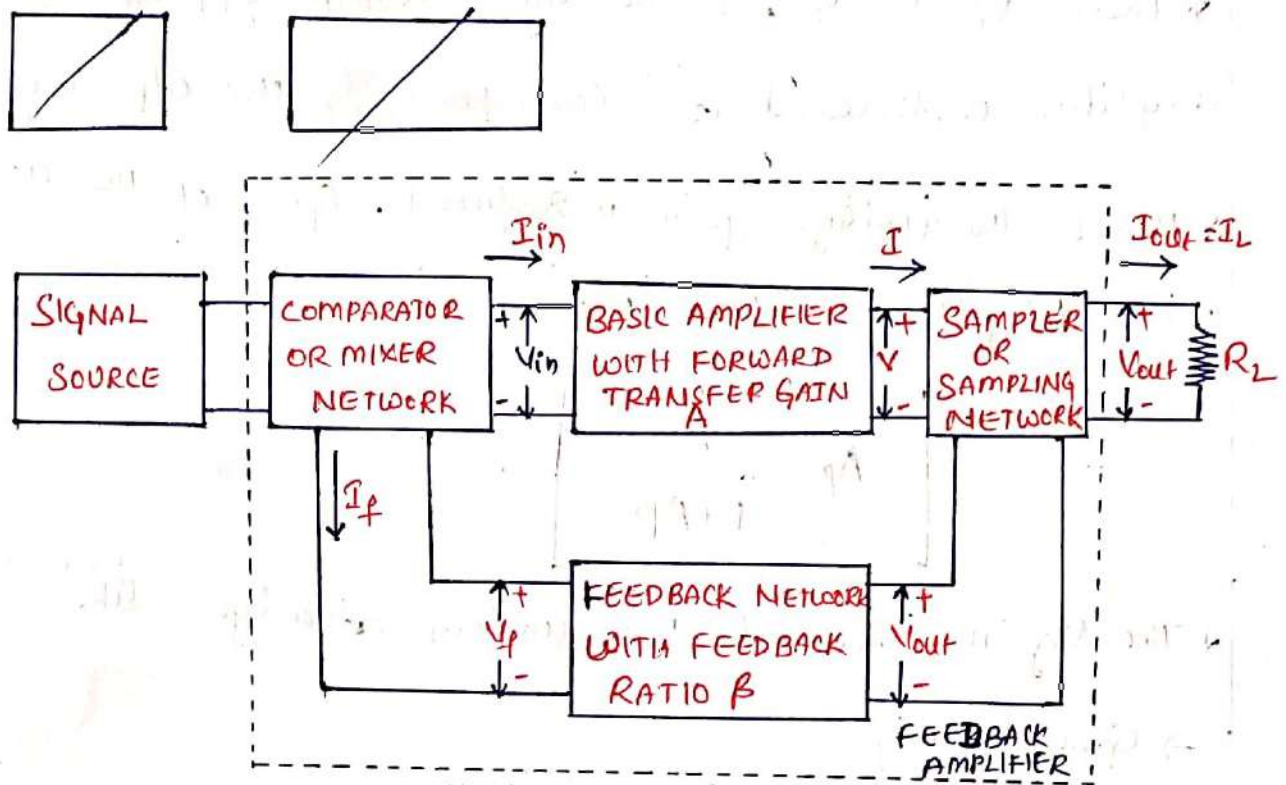 Iin
I
Iout = IL
SIGNAL
SOURCE
COMPARATOR
OR MIXER
NETWORK
+
Vin
-
BASIC AMPLIFIER
WITH FORWARD
TRANSFER GAIN
A
+
V
-
SAMPLER
OR
SAMPLING
NETWORK
+
Vout
-
RL
If
+
Vf
-
FEEDBACK NETWORK
WITH FEEDBACK
RATIO β
+
Vout
-
FEEDBACK
AMPLIFIER